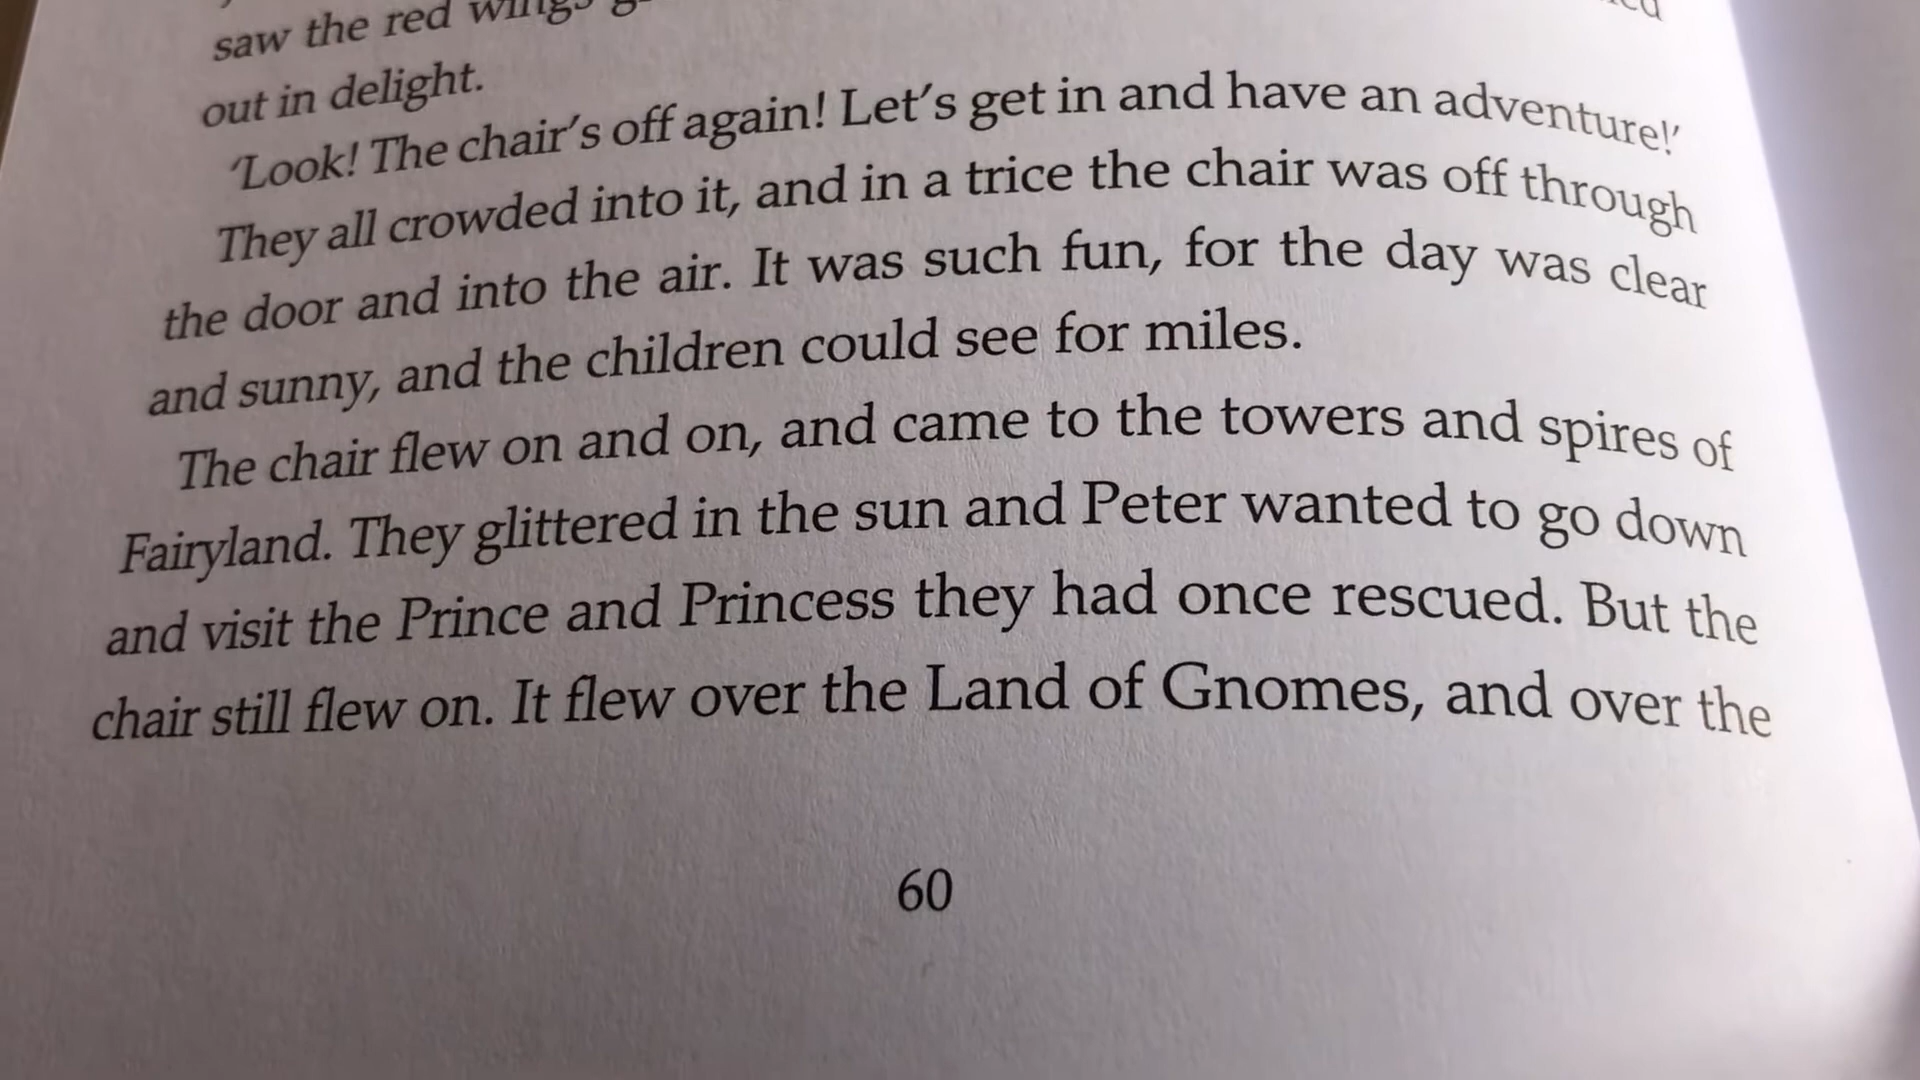 saw the red wings
out in delight.
‘Look! The chair’s off again! Let’s get in and have an adventure!’
They all crowded into it, and in a trice the chair was off through
the door and into the air. It was such fun, for the day was clear
and sunny, and the children could see for miles.
The chair flew on and on, and came to the towers and spires of
Fairyland. They glittered in the sun and Peter wanted to go down
and visit the Prince and Princess they had once rescued. But the
chair still flew on. It flew over the Land of Gnomes, and over the
60